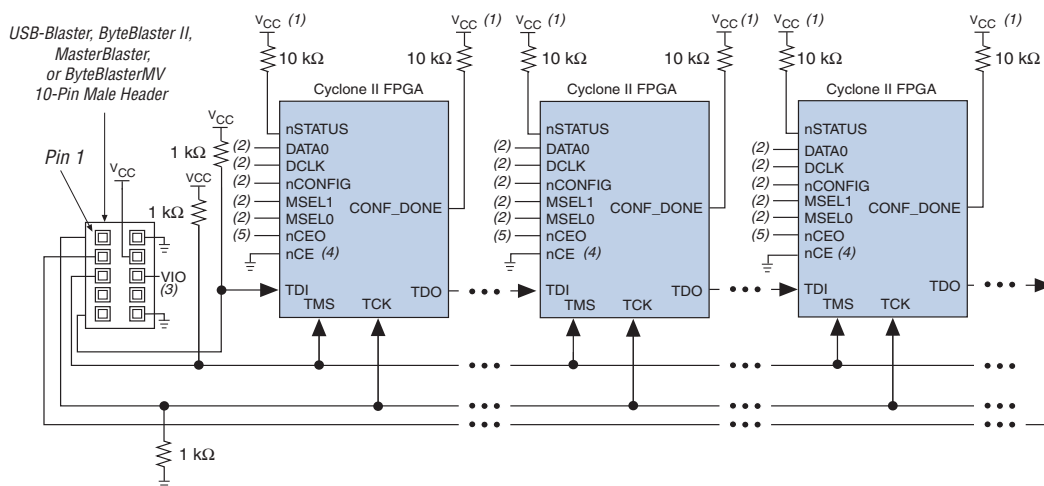 USB-Blaster, ByteBlaster II,
MasterBlaster,
or ByteBlasterMV
10-Pin Male Header
Pin 1
VCC
VIO
(3)
VCC
1 kΩ
VCC
1 kΩ
1 kΩ
VCC (1)
10 kΩ
VCC (1)
10 kΩ
Cyclone II FPGA
nSTATUS
(2) DATA0
(2) DCLK
(2) nCONFIG
(2) MSEL1
(2) MSEL0
CONF_DONE
(5) nCEO
nCE (4)
TDI
TDO
TMS
TCK
VCC (1)
10 kΩ
VCC (1)
10 kΩ
Cyclone II FPGA
nSTATUS
(2) DATA0
(2) DCLK
(2) nCONFIG
(2) MSEL1
(2) MSEL0
CONF_DONE
(5) nCEO
nCE (4)
TDI
TDO
TMS
TCK
VCC (1)
10 kΩ
VCC (1)
10 kΩ
Cyclone II FPGA
nSTATUS
(2) DATA0
(2) DCLK
(2) nCONFIG
(2) MSEL1
(2) MSEL0
CONF_DONE
(5) nCEO
nCE (4)
TDI
TDO
TMS
TCK